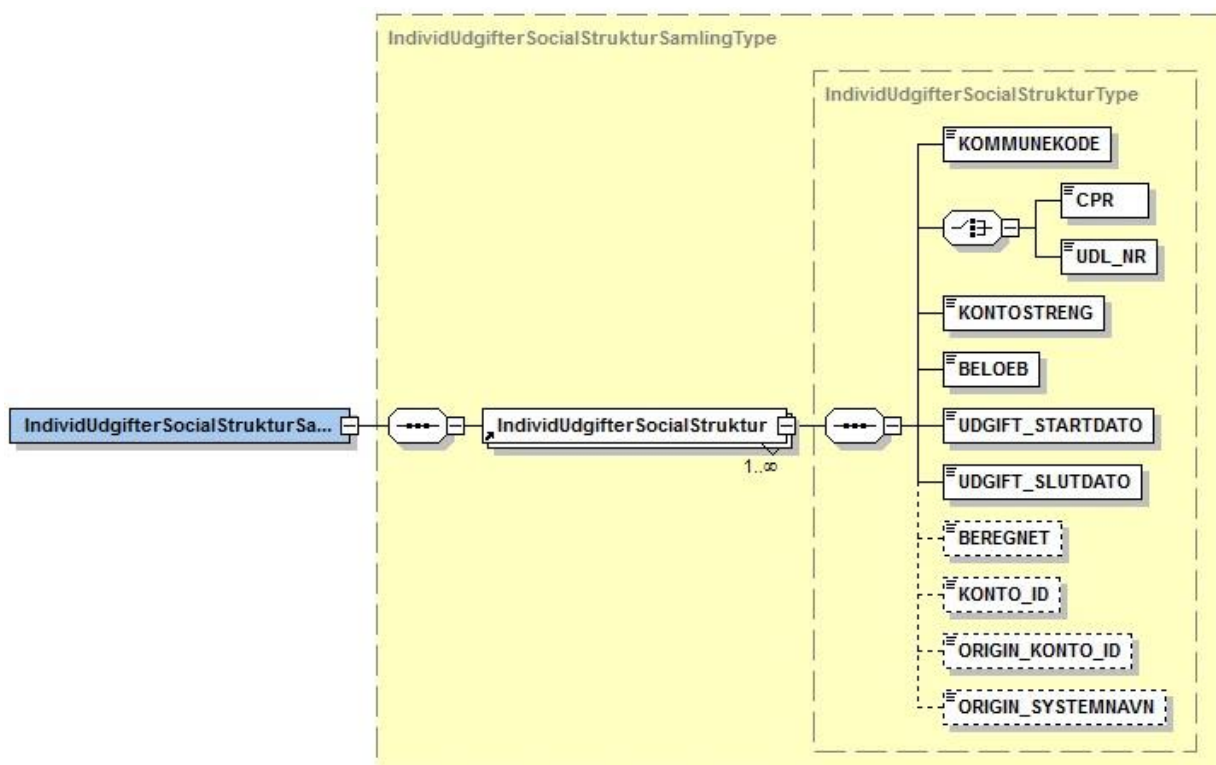 IndividUdgifterSocialStrukturSamlingType
IndividUdgifterSocialStrukturType
KOMMUNEKODE
CPR
UDL_NR
KONTOSTRENG
BELOEB
IndividUdgifterSocialStrukturSa...
IndividUdgifterSocialStruktur
1..∞
UDGIFT_STARTDATO
UDGIFT_SLUTDATO
BEREGNET
KONTO_ID
ORIGIN_KONTO_ID
ORIGIN_SYSTEMNAVN